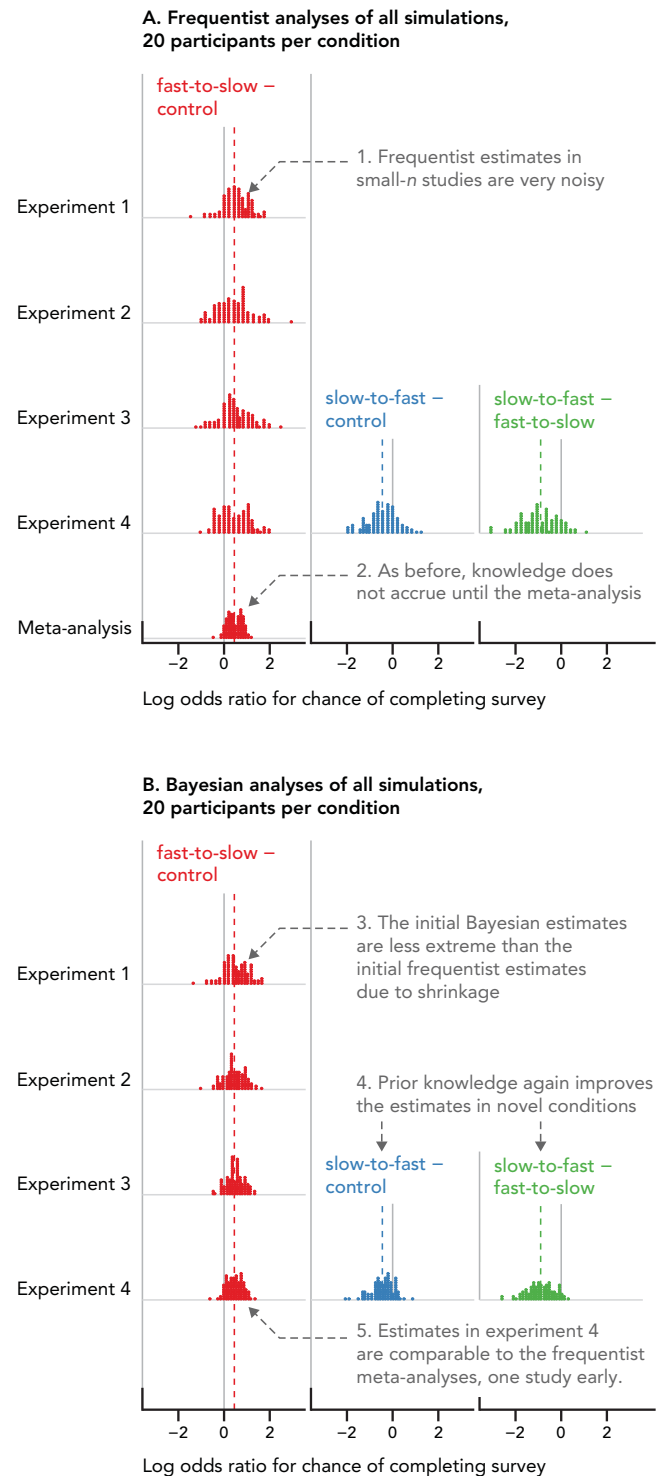 A. Frequentist analyses of all simulations,
20 participants per condition
fast-to-slow –
control
1. Frequentist estimates in
small-n studies are very noisy
Experiment 1
Experiment 2
Experiment 3
slow-to-fast –
control
slow-to-fast –
fast-to-slow
Experiment 4
2. As before, knowledge does
not accrue until the meta-analysis
Meta-analysis
−2 0 2 −2 0 2 −2 0 2
Log odds ratio for chance of completing survey
B. Bayesian analyses of all simulations,
20 participants per condition
fast-to-slow –
control
3. The initial Bayesian estimates
are less extreme than the
initial frequentist estimates
due to shrinkage
Experiment 1
Experiment 2
4. Prior knowledge again improves
the estimates in novel conditions
Experiment 3
slow-to-fast –
control
slow-to-fast –
fast-to-slow
Experiment 4
5. Estimates in experiment 4
are comparable to the frequentist
meta-analyses, one study early.
−2 0 2 −2 0 2 −2 0 2
Log odds ratio for chance of completing survey